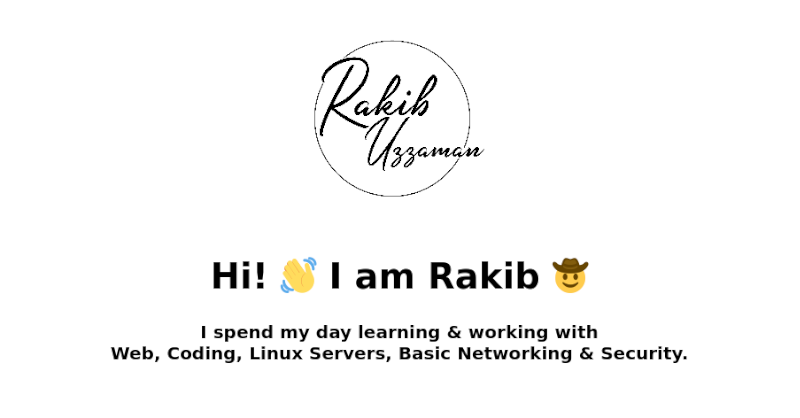 Rakib
Uzzaman
Hi! 👋 I am Rakib 🤠
I spend my day learning & working with
Web, Coding, Linux Servers, Basic Networking & Security.